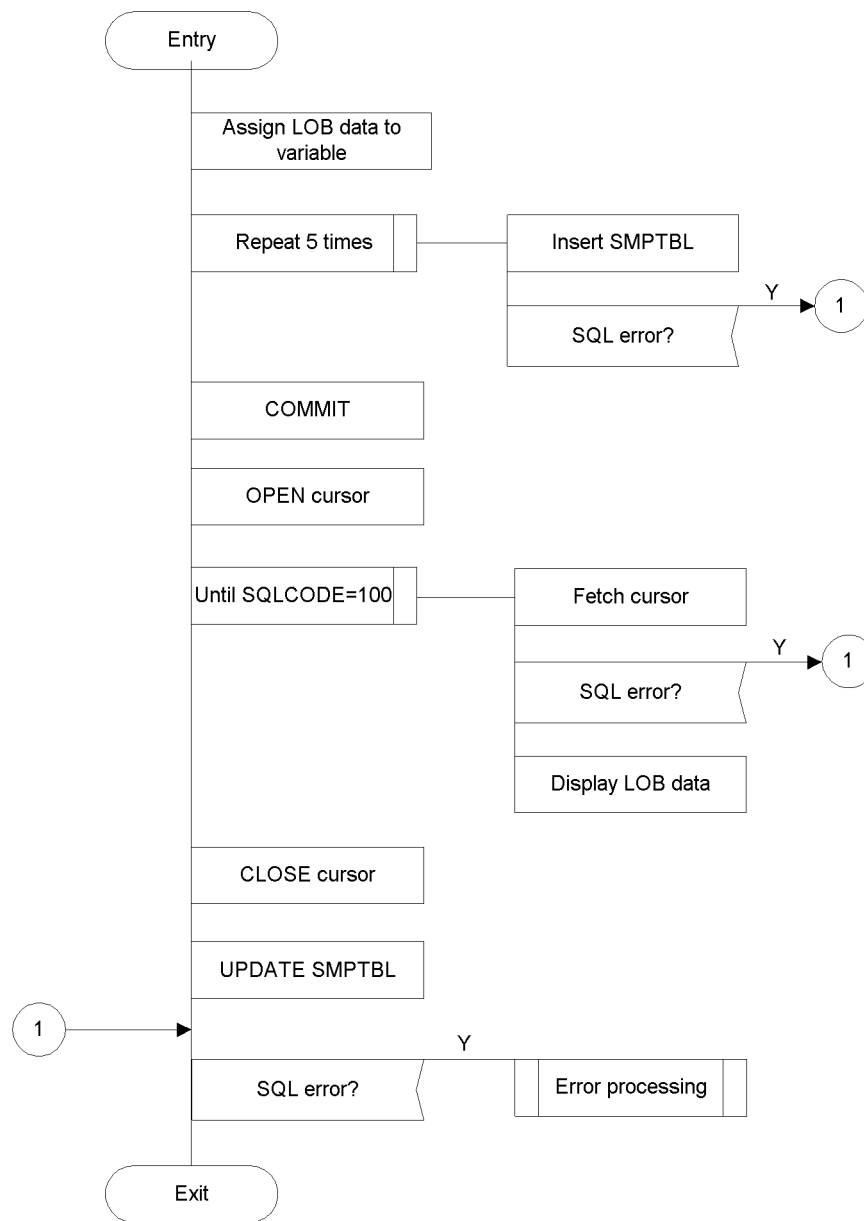 Entry
Assign LOB data to
variable
Repeat 5 times
Insert SMPTBL
Y
1
SQL error?
COMMIT
OPEN cursor
Until SQLCODE=100
Fetch cursor
Y
1
SQL error?
Display LOB data
CLOSE cursor
UPDATE SMPTBL
1
Y
SQL error?
Error processing
Exit